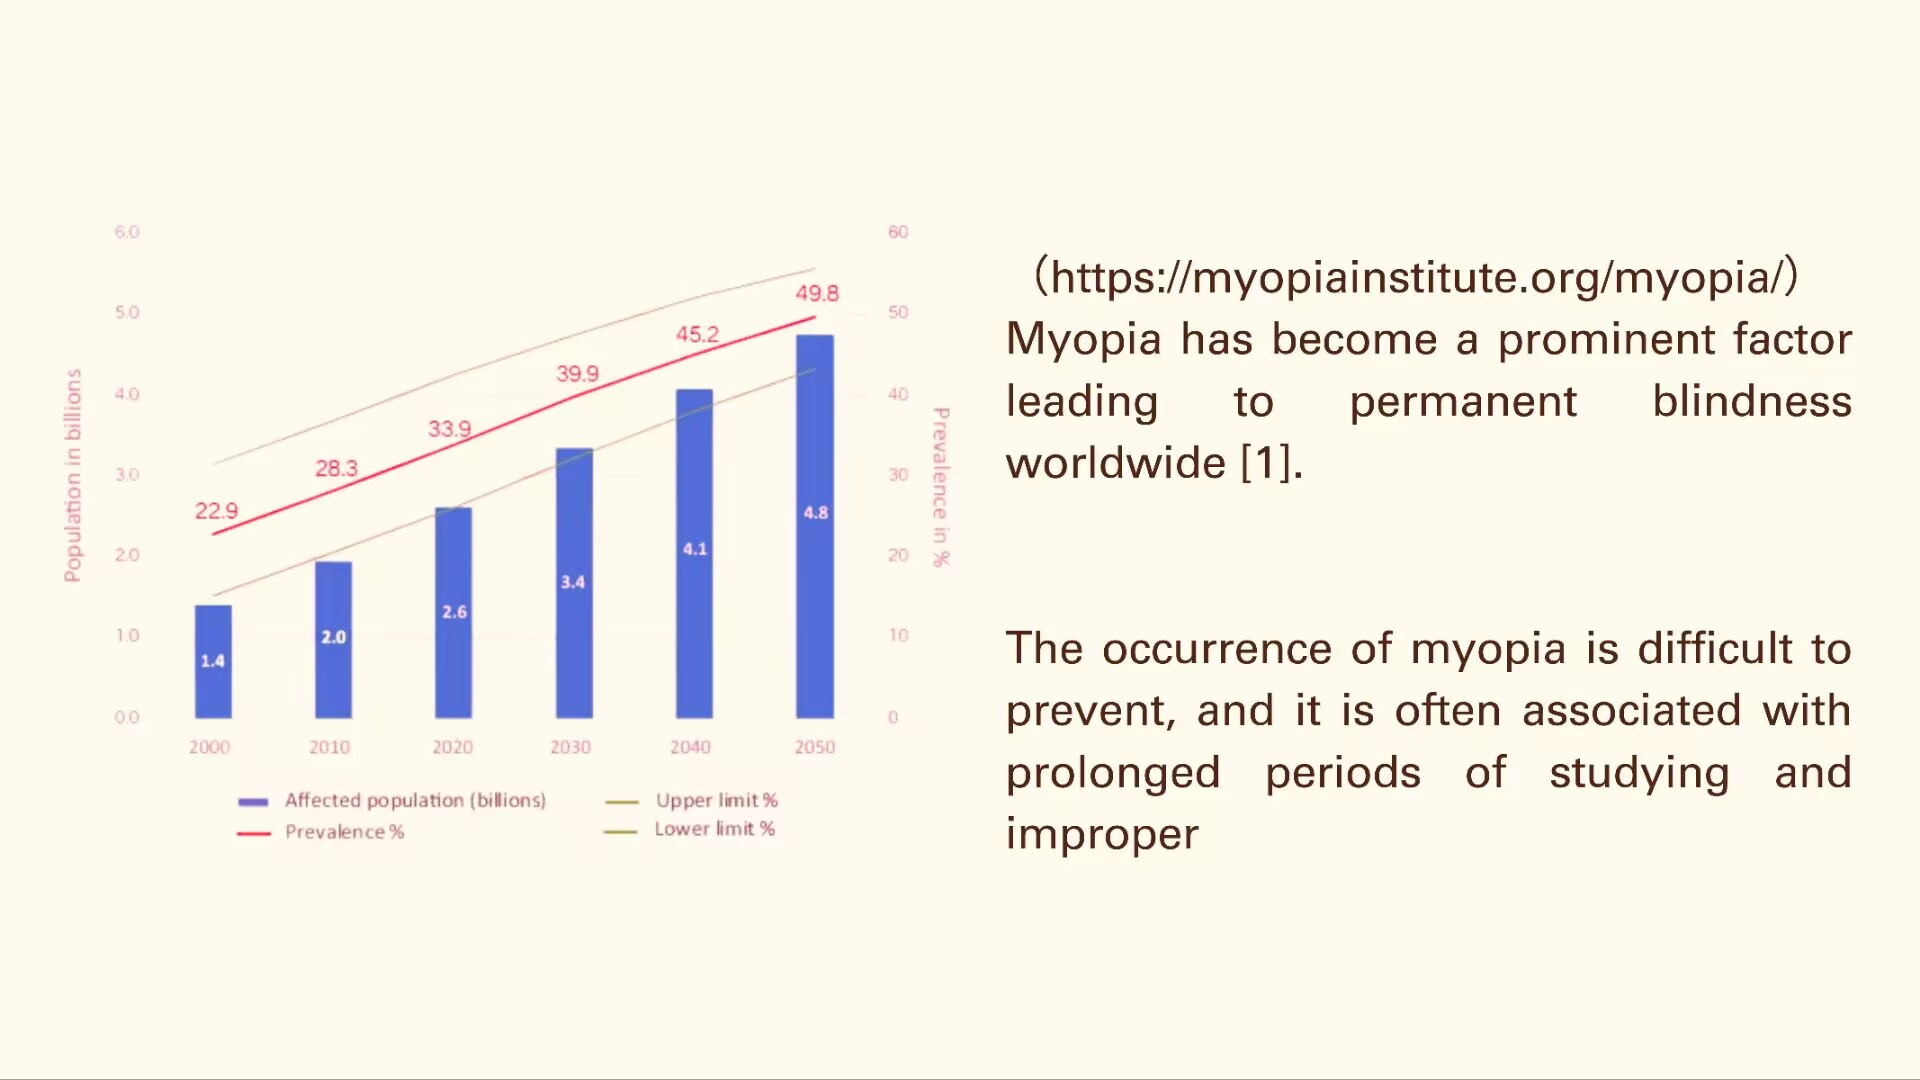 6.0
60
49.8
5.0
50
45.2
39.9
4.0
40
33.9
28.3
3.0
30
22.9
4.8
4.1
2.0
20
3.4
2.6
1.0
10
2.0
1.4
0.0
0
Population in billions
Prevalence in %
2000 2010 2020 2030 2040 2050
Affected population (billions)
Upper limit %
Prevalence %
Lower limit %
（https://myopiainstitute.org/myopia/）
Myopia has become a prominent factor
leading to permanent blindness
worldwide [1].
The occurrence of myopia is difficult to
prevent, and it is often associated with
prolonged periods of studying and
improper